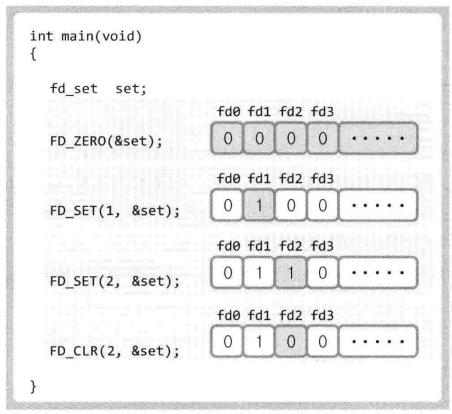 int main(void)
{
fd_set set;
fd0 fd1 fd2 fd3
FD_ZERO(&set); 0 0 0 0 ·····
fd0 fd1 fd2 fd3
FD_SET(1, &set); 0 1 0 0 ·····
fd0 fd1 fd2 fd3
FD_SET(2, &set); 0 1 1 0 ·····
fd0 fd1 fd2 fd3
FD_CLR(2, &set); 0 1 0 0 ·····
}